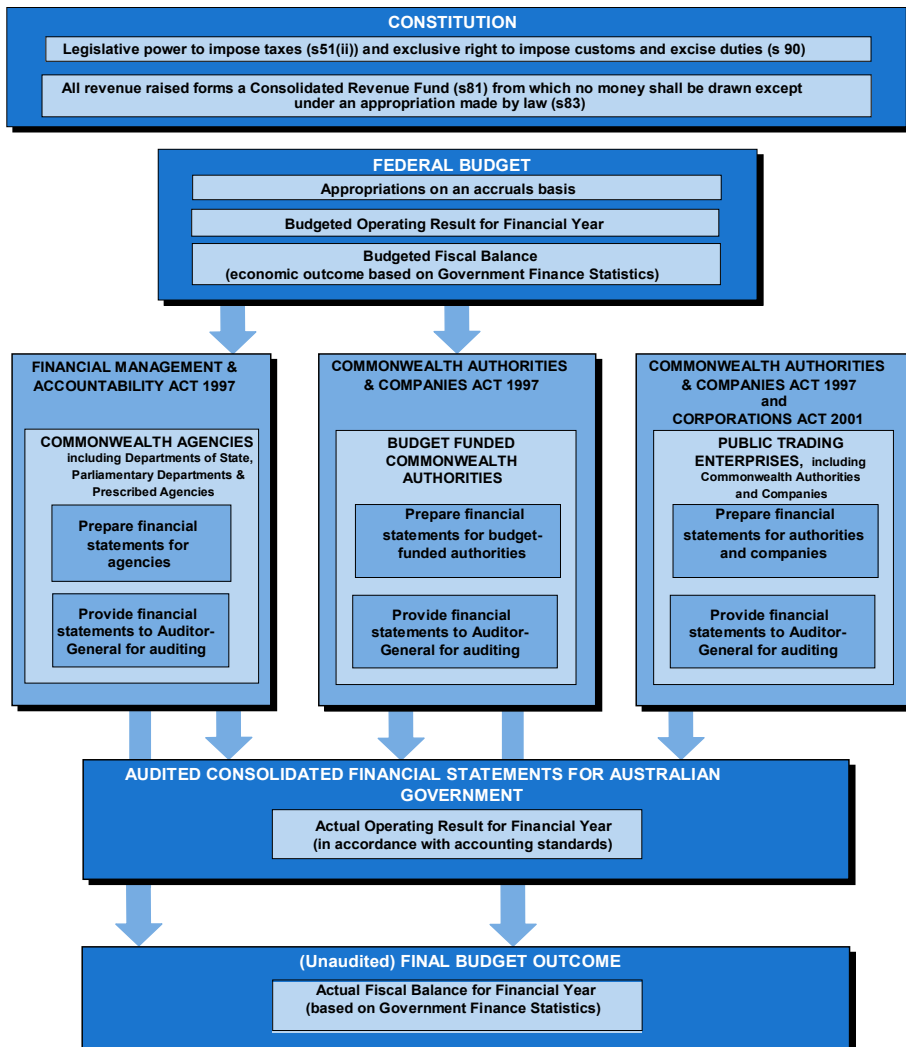 CONSTITUTION
Legislative power to impose taxes (s51(ii)) and exclusive right to impose customs and excise duties (s 90)
All revenue raised forms a Consolidated Revenue Fund (s81) from which no money shall be drawn except
under an appropriation made by law (s83)
FEDERAL BUDGET
Appropriations on an accruals basis
Budgeted Operating Result for Financial Year
Budgeted Fiscal Balance
(economic outcome based on Government Finance Statistics)
FINANCIAL MANAGEMENT &
ACCOUNTABILITY ACT 1997
COMMONWEALTH AGENCIES
including Departments of State,
Parliamentary Departments &
Prescribed Agencies
Prepare financial
statements for
agencies
Provide financial
statements to Auditor-
General for auditing
COMMONWEALTH AUTHORITIES
& COMPANIES ACT 1997
BUDGET FUNDED
COMMONWEALTH
AUTHORITIES
Prepare financial
statements for budget-
funded authorities
Provide financial
statements to Auditor-
General for auditing
COMMONWEALTH AUTHORITIES
& COMPANIES ACT 1997
and
CORPORATIONS ACT 2001
PUBLIC TRADING
ENTERPRISES, including
Commonwealth Authorities
and Companies
Prepare financial
statements for authorities
and companies
Provide financial
statements to Auditor-
General for auditing
AUDITED CONSOLIDATED FINANCIAL STATEMENTS FOR AUSTRALIAN
GOVERNMENT
Actual Operating Result for Financial Year
(in accordance with accounting standards)
(Unaudited) FINAL BUDGET OUTCOME
Actual Fiscal Balance for Financial Year
(based on Government Finance Statistics)